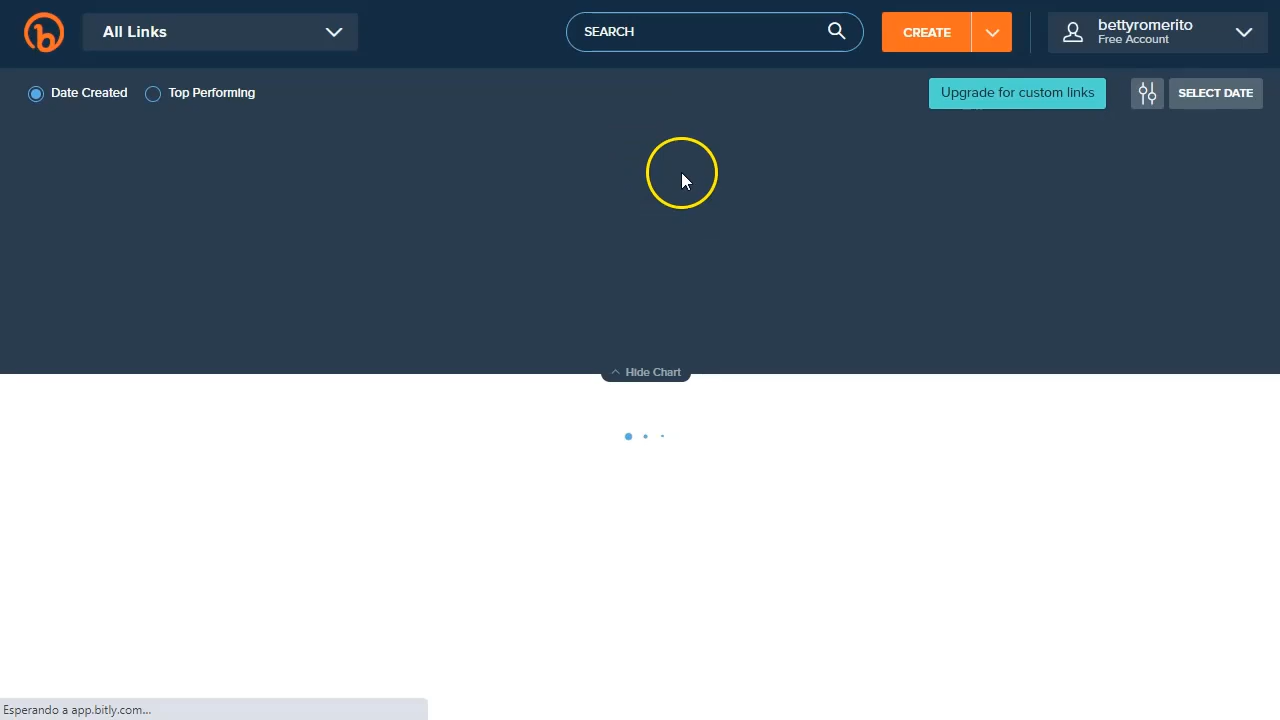 All Links
SEARCH
CREATE
bettyromerito
Free Account
Date Created
Top Performing
Upgrade for custom links
SELECT DATE
Hide Chart
Esperando a app.bitly.com...